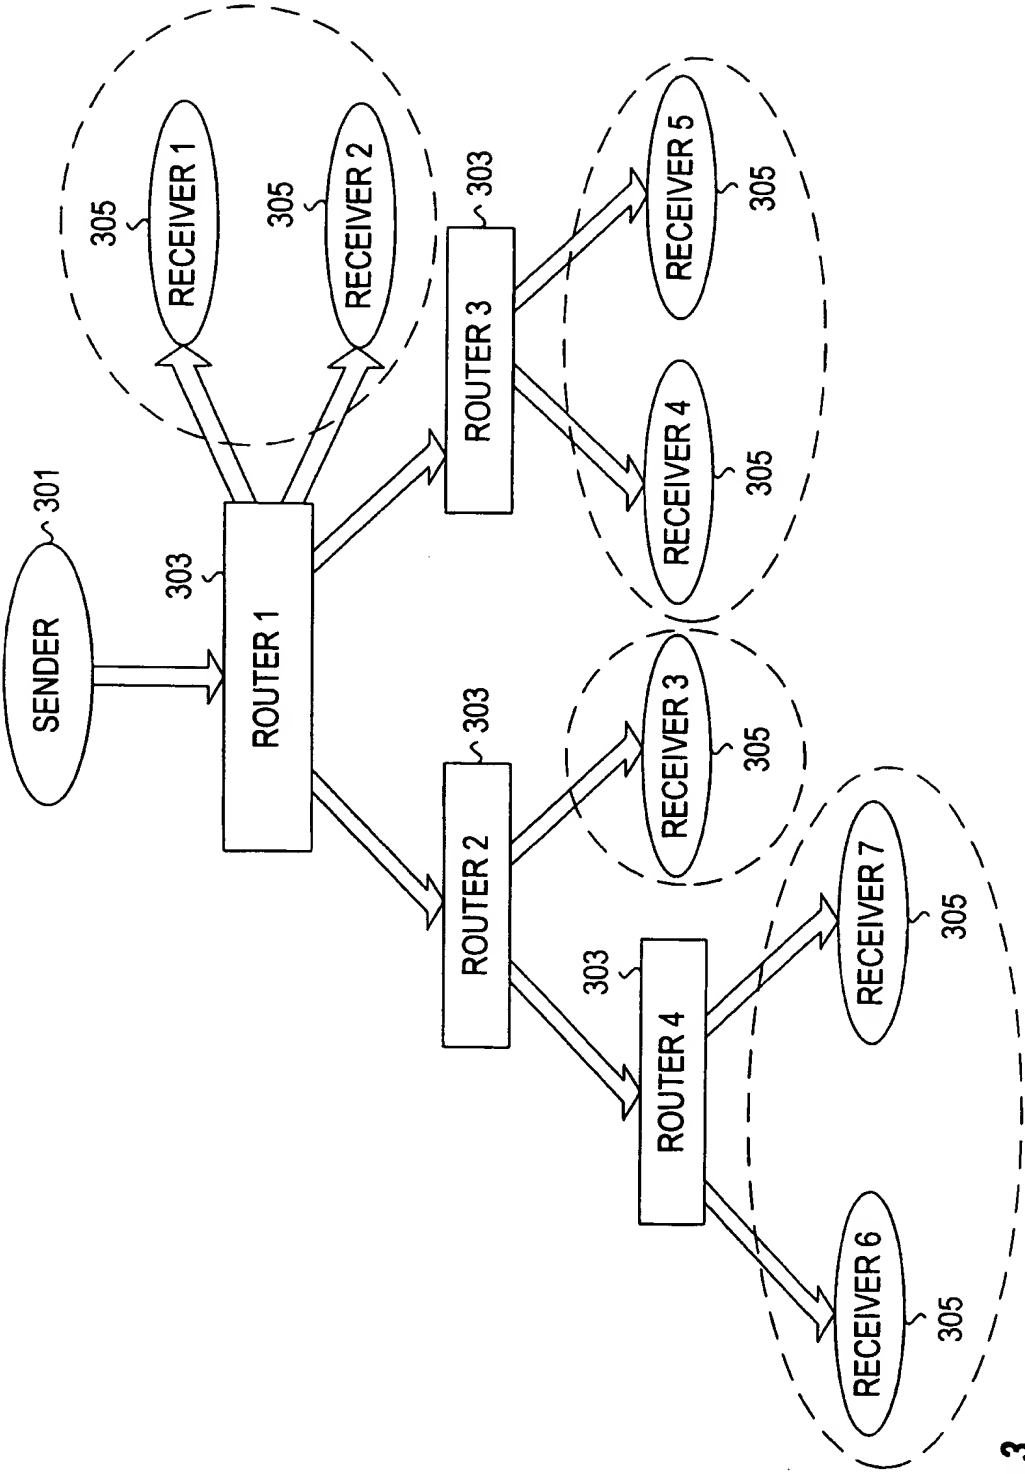 SENDER
301
303
ROUTER 1
305
RECEIVER 1
305
RECEIVER 2
303
ROUTER 2
303
ROUTER 3
303
ROUTER 4
RECEIVER 3
305
RECEIVER 4
305
RECEIVER 5
305
RECEIVER 6
305
RECEIVER 7
305
3